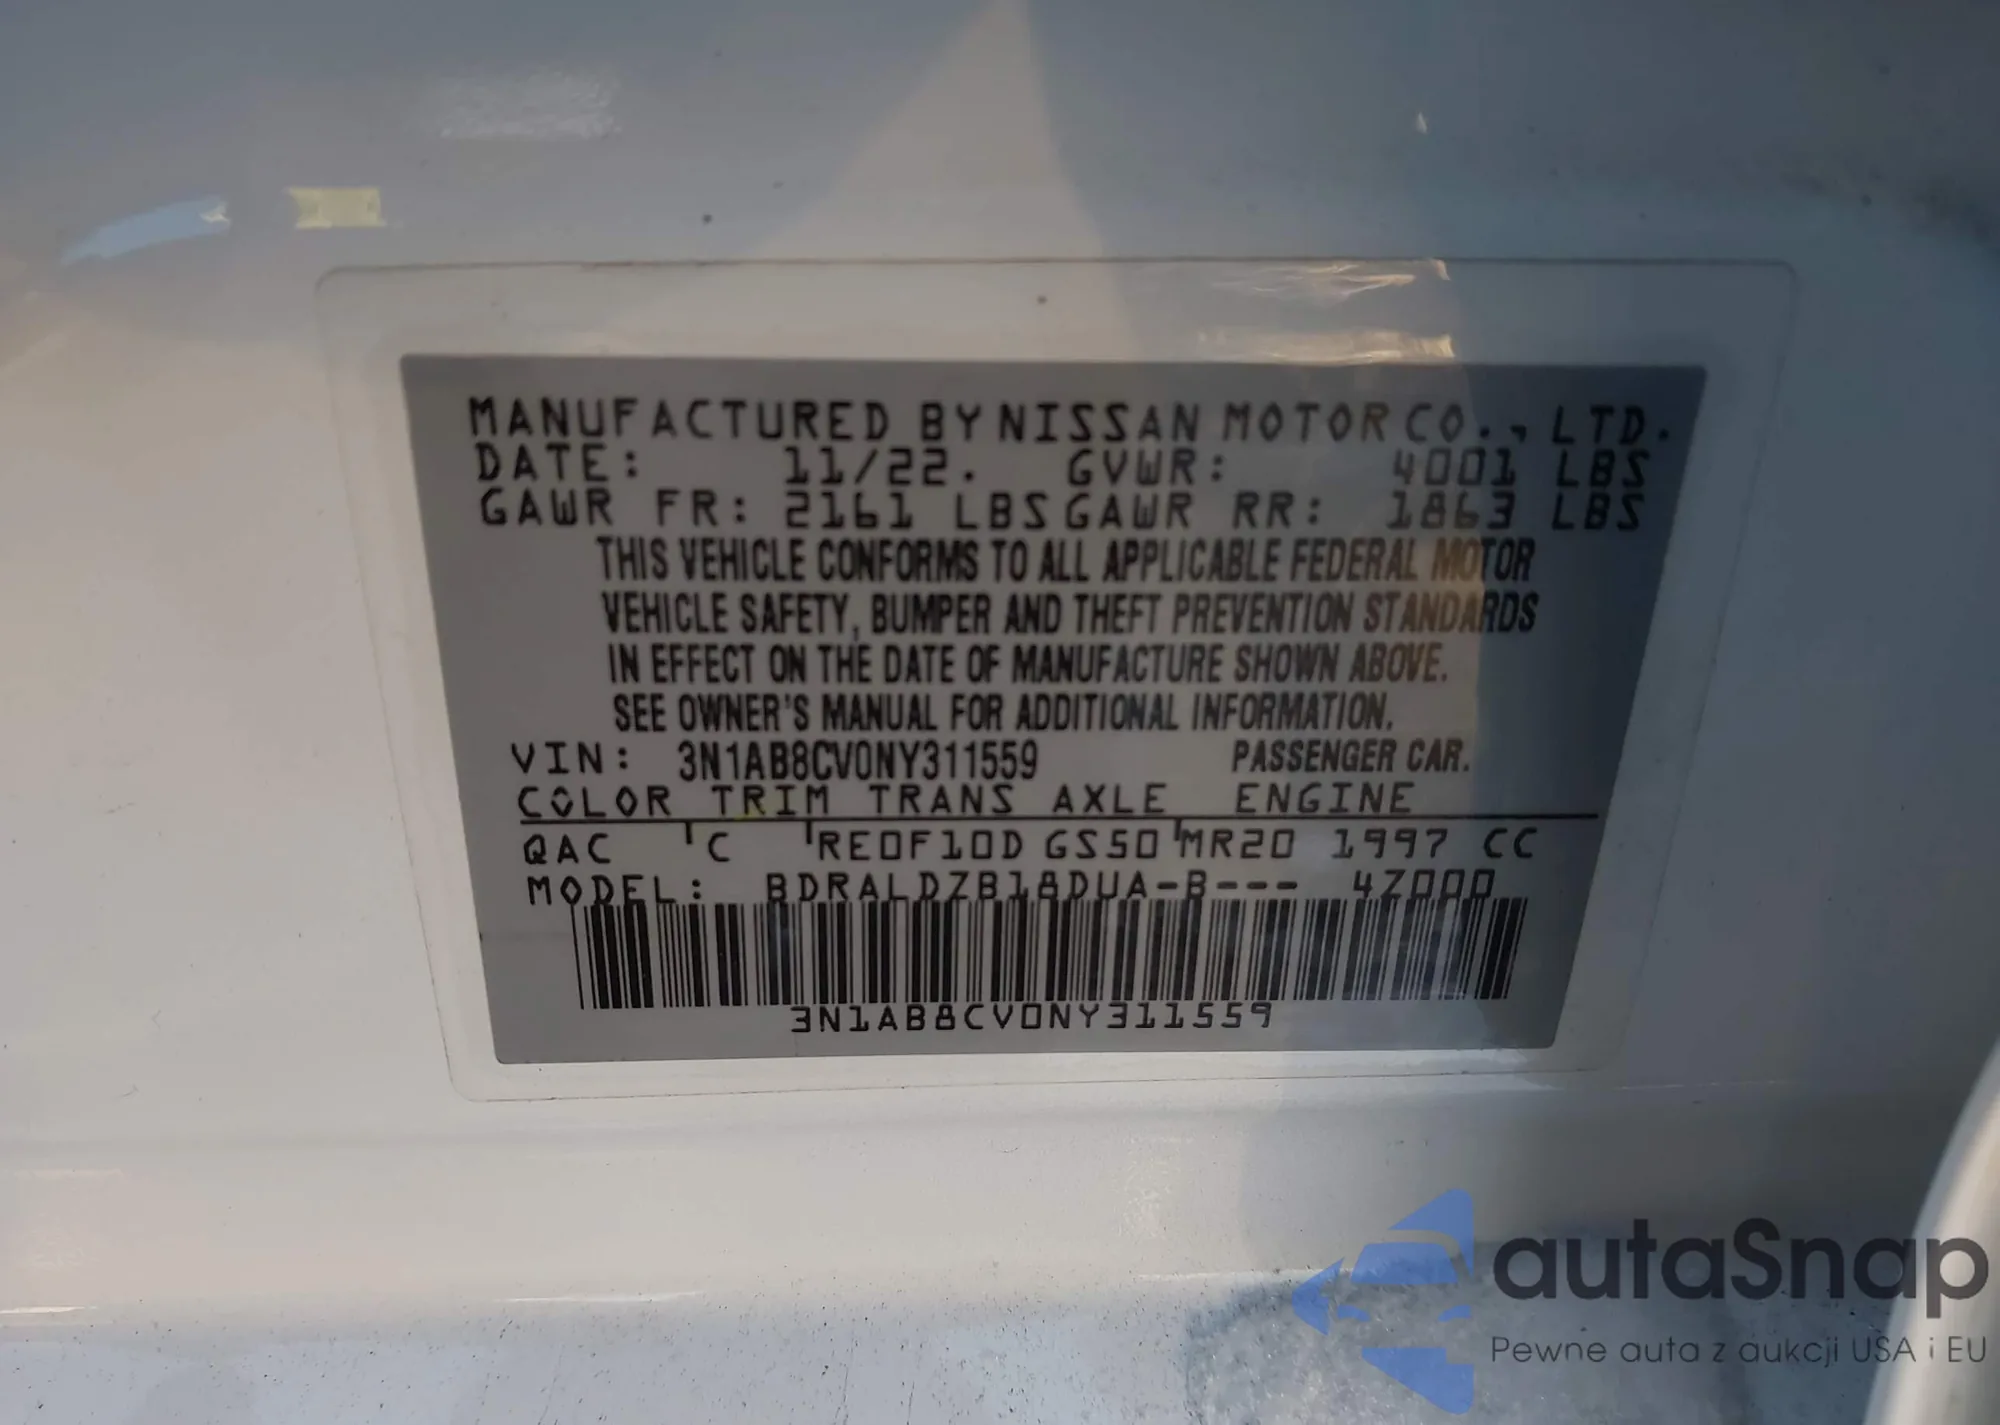 MANUFACTURED BY NISSAN MOTOR CO., LTD.
DATE: 11/22. GVWR: 4001 LBS
GAWR FR: 2161 LBS GAWR RR: 1863 LBS
THIS VEHICLE CONFORMS TO ALL APPLICABLE FEDERAL MOTOR
VEHICLE SAFETY, BUMPER AND THEFT PREVENTION STANDARDS
IN EFFECT ON THE DATE OF MANUFACTURE SHOWN ABOVE.
SEE OWNER'S MANUAL FOR ADDITIONAL INFORMATION.
VIN: 3N1AB8CV0NY311559 PASSENGER CAR.
COLOR TRIM TRANS AXLE ENGINE
QAC C RE0F10D GS50 MR20 1997 CC
MODEL: BDRALDZB18DUA-B--- 4Z000
3N1AB8CV0NY311559
autaSnap
Pewne auta z aukcji USA i EU